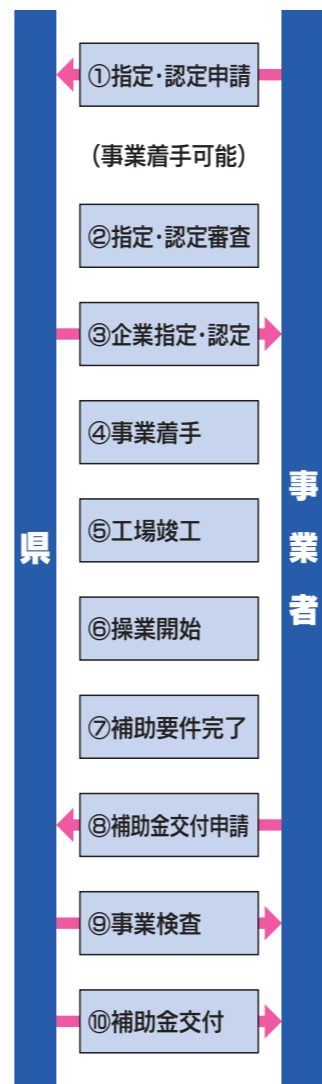 ①指定・認定申請
(事業着手可能)
②指定・認定審査
③企業指定・認定
④事業着手
⑤工場竣工
⑥操業開始
⑦補助要件完了
⑧補助金交付申請
⑨事業検査
⑩補助金交付
県
事業者